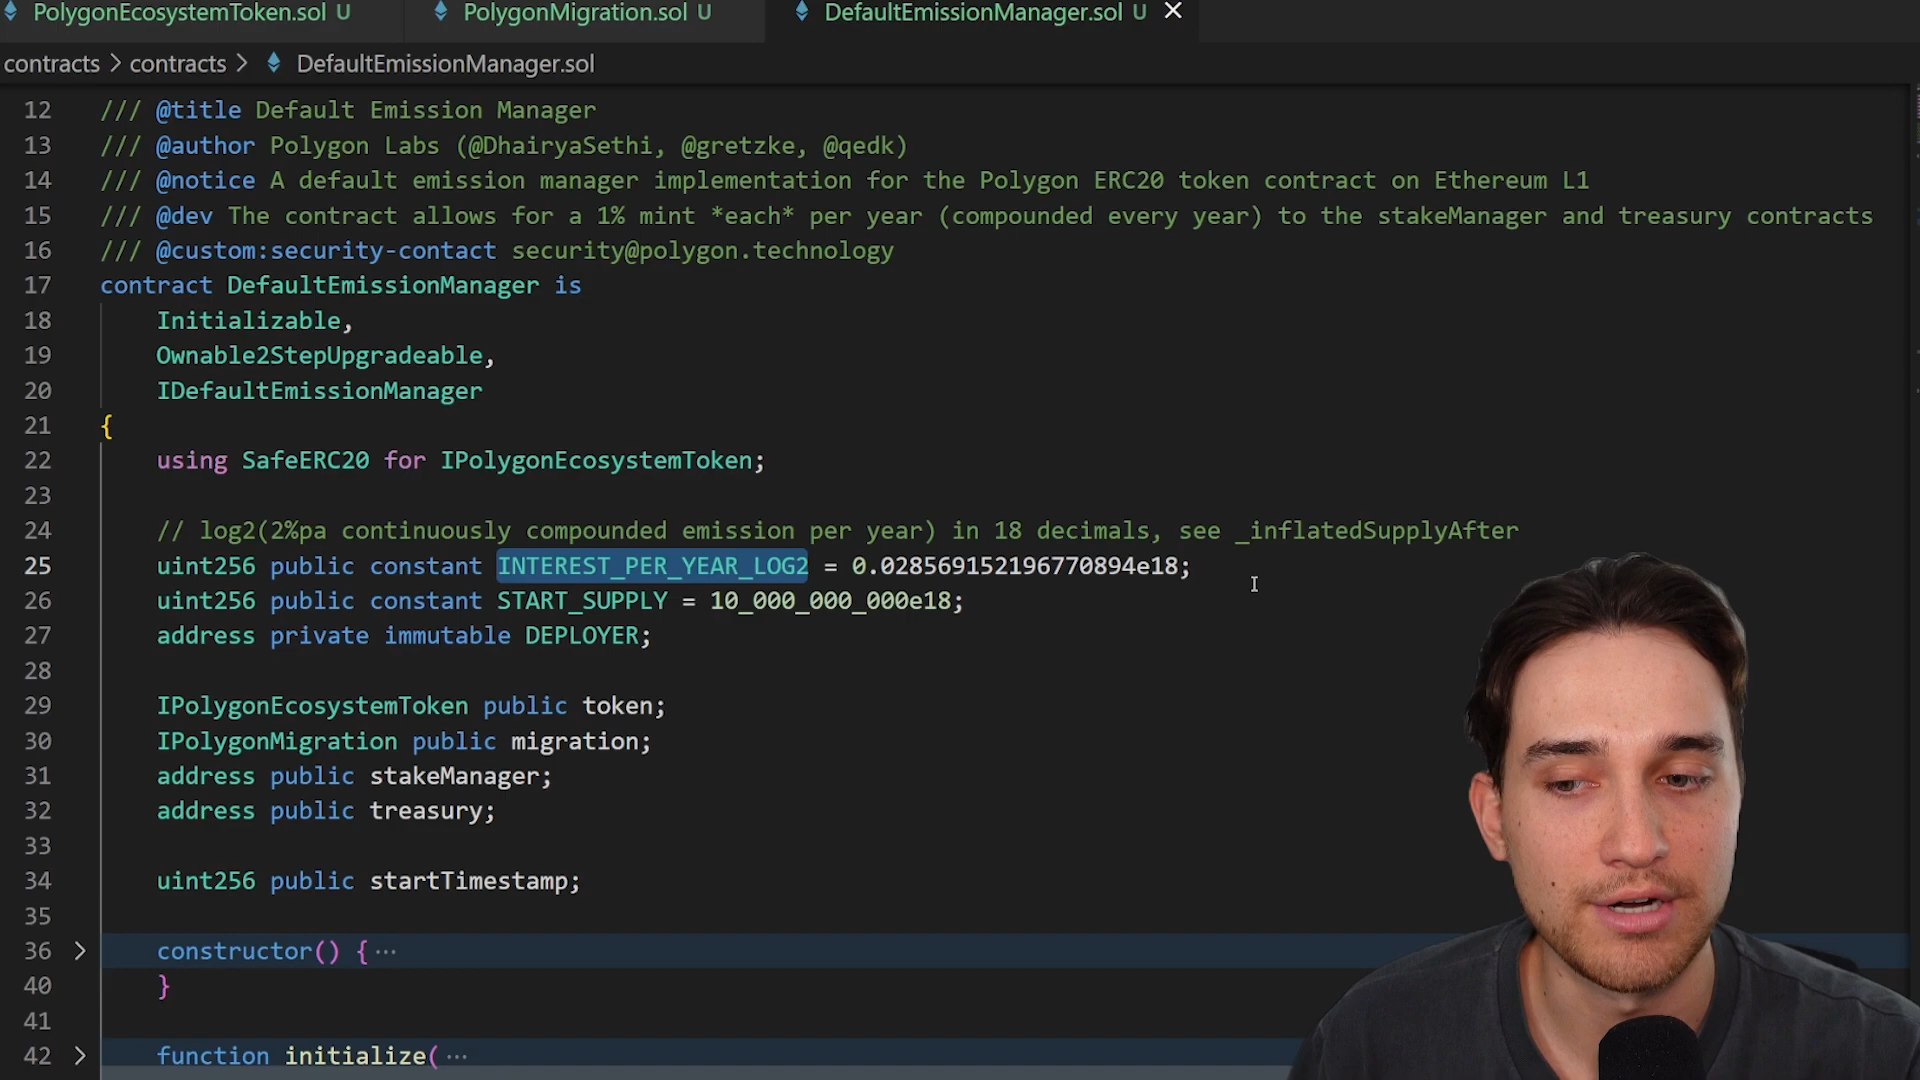 PolygonEcosystemToken.sol U
PolygonMigration.sol U
DefaultEmissionManager.sol U
contracts > contracts > DefaultEmissionManager.sol
12 /// @title Default Emission Manager
13 /// @author Polygon Labs (@DhairyaSethi, @gretzke, @qedk)
14 /// @notice A default emission manager implementation for the Polygon ERC20 token contract on Ethereum L1
15 /// @dev The contract allows for a 1% mint *each* per year (compounded every year) to the stakeManager and treasury contracts
16 /// @custom:security-contact security@polygon.technology
17 contract DefaultEmissionManager is
18 Initializable,
19 Ownable2StepUpgradeable,
20 IDefaultEmissionManager
21 {
22 using SafeERC20 for IPolygonEcosystemToken;
23
24 // log2(2%pa continuously compounded emission per year) in 18 decimals, see _inflatedSupplyAfter
25 uint256 public constant INTEREST_PER_YEAR_LOG2 = 0.028569152196770894e18;
26 uint256 public constant START_SUPPLY = 10_000_000_000e18;
27 address private immutable DEPLOYER;
28
29 IPolygonEcosystemToken public token;
30 IPolygonMigration public migration;
31 address public stakeManager;
32 address public treasury;
33
34 uint256 public startTimestamp;
35
36 constructor() { ···
40 }
41
42 function initialize( ···